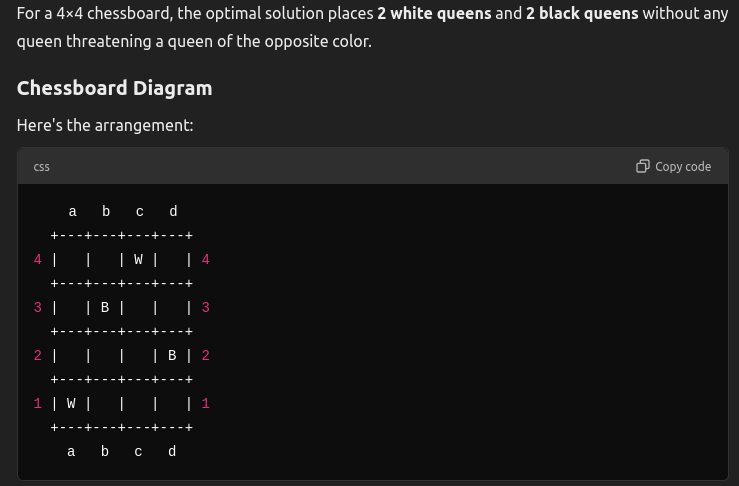 For a 4×4 chessboard, the optimal solution places 2 white queens and 2 black queens without any
queen threatening a queen of the opposite color.
Chessboard Diagram
Here's the arrangement:
css Copy code
    a   b   c   d
  +---+---+---+---+
4 |   |   | W |   | 4
  +---+---+---+---+
3 |   | B |   |   | 3
  +---+---+---+---+
2 |   |   |   | B | 2
  +---+---+---+---+
1 | W |   |   |   | 1
  +---+---+---+---+
    a   b   c   d